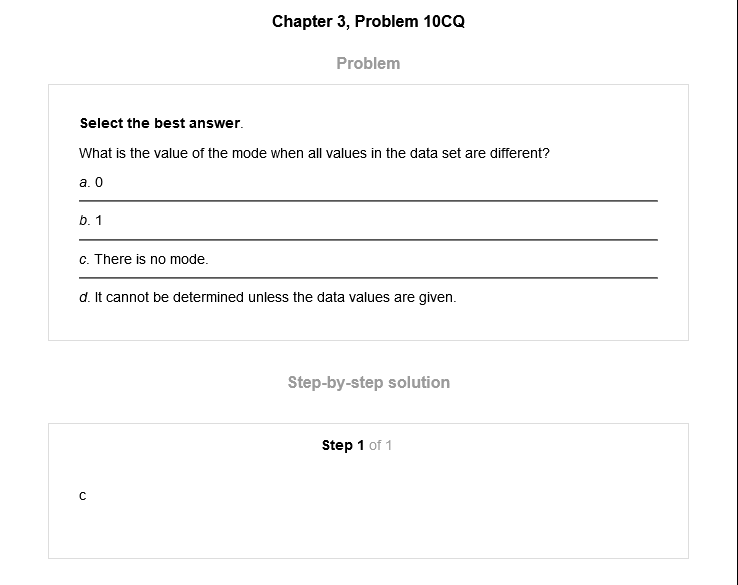 Chapter 3, Problem 10CQ
Problem
Select the best answer.
What is the value of the mode when all values in the data set are different?
a. 0
b. 1
c. There is no mode.
d. It cannot be determined unless the data values are given.
Step-by-step solution
Step 1 of 1
c